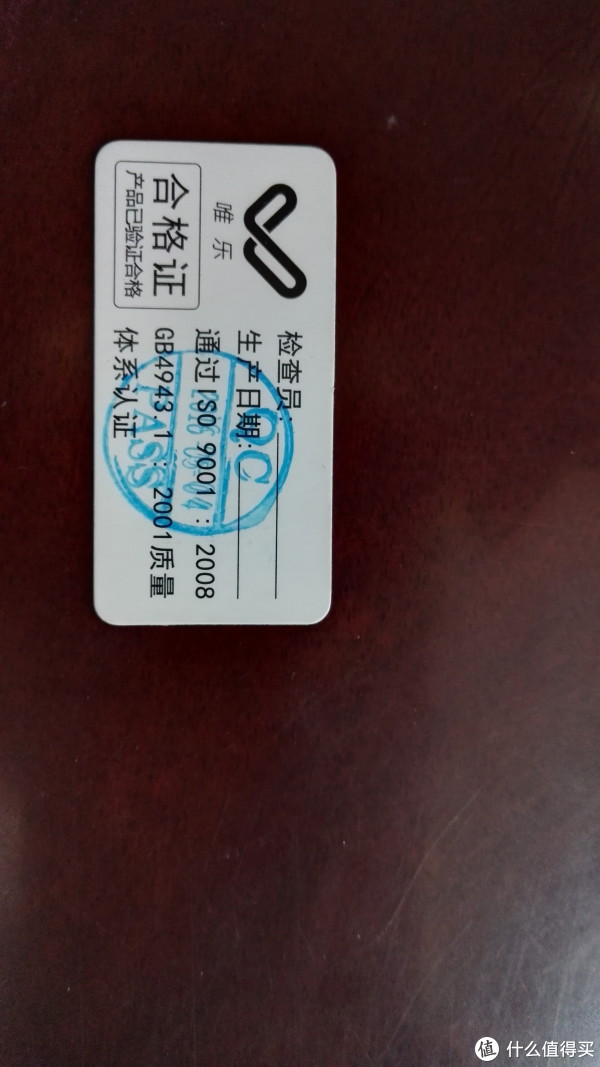 唯乐
合格证
产品已验证合格
检查员:
生产日期:
通过ISO 9001:2008
GB4943.1:2001质量
体系认证
QC
PASS
值 什么值得买